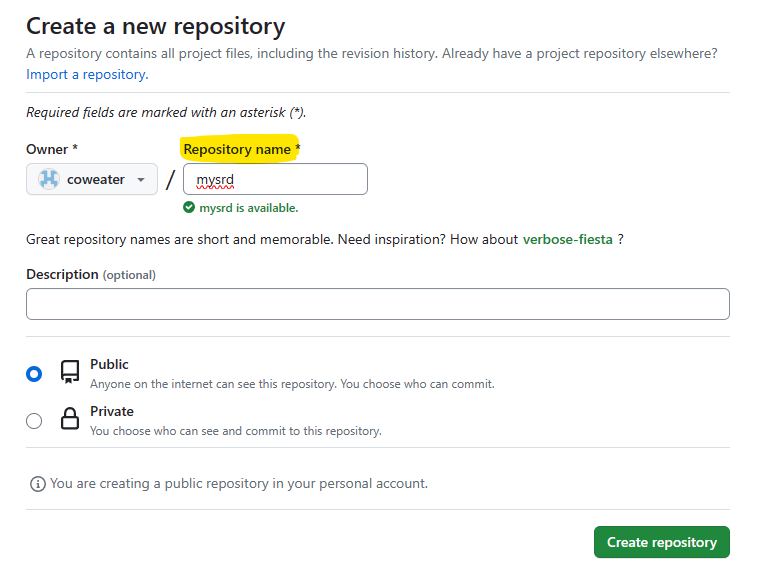 Create a new repository
A repository contains all project files, including the revision history. Already have a project repository elsewhere?
Import a repository.
Required fields are marked with an asterisk (*).
Owner * Repository name *
coweater / mysrd
mysrd is available.
Great repository names are short and memorable. Need inspiration? How about verbose-fiesta ?
Description (optional)
Public
Anyone on the internet can see this repository. You choose who can commit.
Private
You choose who can see and commit to this repository.
You are creating a public repository in your personal account.
Create repository